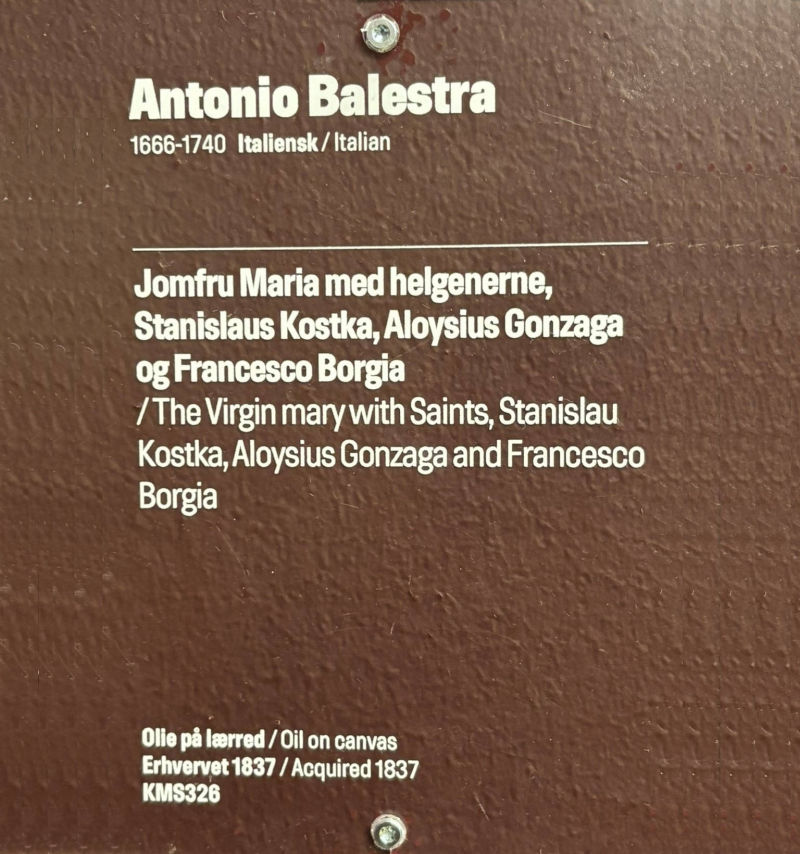 Antonio Balestra
1666-1740 Italiensk / Italian
Jomfru Maria med helgenerne,
Stanislaus Kostka, Aloysius Gonzaga
og Francesco Borgia
/ The Virgin mary with Saints, Stanislau
Kostka, Aloysius Gonzaga and Francesco
Borgia
Olie på lærred / Oil on canvas
Erhvervet 1837 / Acquired 1837
KMS326